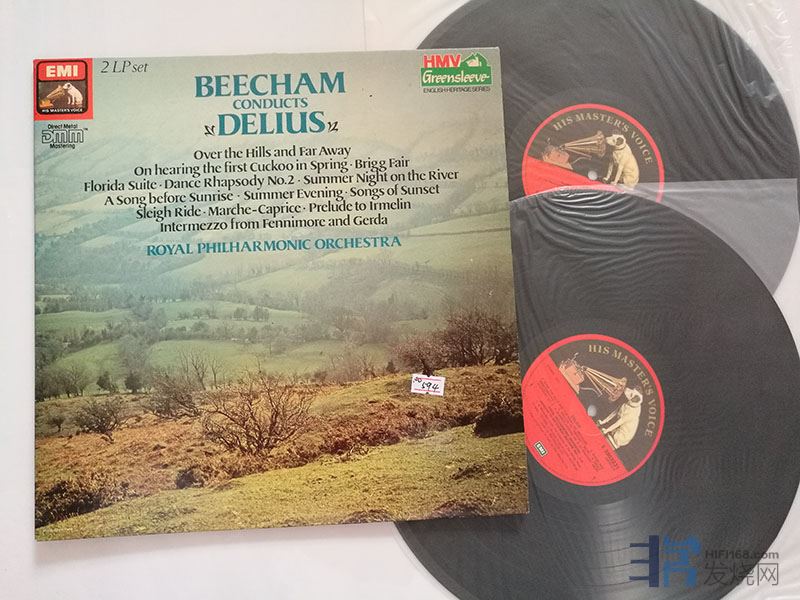 EMI
HIS MASTER'S VOICE
2 LP set
Direct Metal
DMM™
Mastering
HMV
Greensleeve
ENGLISH HERITAGE SERIES
BEECHAM
CONDUCTS
DELIUS
Over the Hills and Far Away
On hearing the first Cuckoo in Spring · Brigg Fair
Florida Suite · Dance Rhapsody No.2 · Summer Night on the River
A Song before Sunrise · Summer Evening · Songs of Sunset
Sleigh Ride · Marche-Caprice · Prelude to Irmelin
Intermezzo from Fennimore and Gerda
ROYAL PHILHARMONIC ORCHESTRA
594
HIS MASTER'S VOICE
HIS MASTER'S VOICE
EMI
HIFI168.com
发烧网